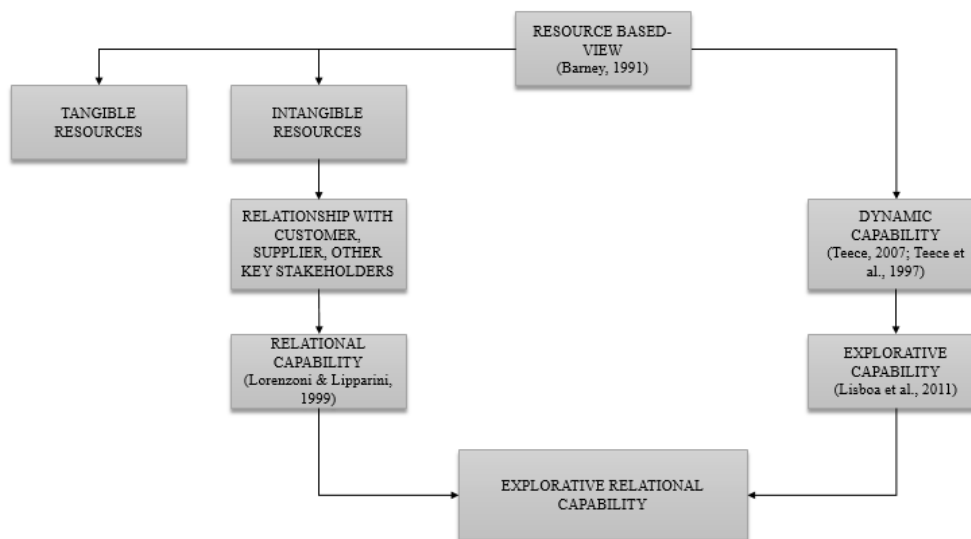 RESOURCE BASED-
VIEW
(Barney, 1991)
TANGIBLE
RESOURCES
INTANGIBLE
RESOURCES
RELATIONSHIP WITH
CUSTOMER,
SUPPLIER, OTHER
KEY STAKEHOLDERS
DYNAMIC
CAPABILITY
(Teece, 2007; Teece et
al., 1997)
RELATIONAL
CAPABILITY
(Lorenzoni & Lipparini,
1999)
EXPLORATIVE
CAPABILITY
(Lisboa et al., 2011)
EXPLORATIVE RELATIONAL
CAPABILITY